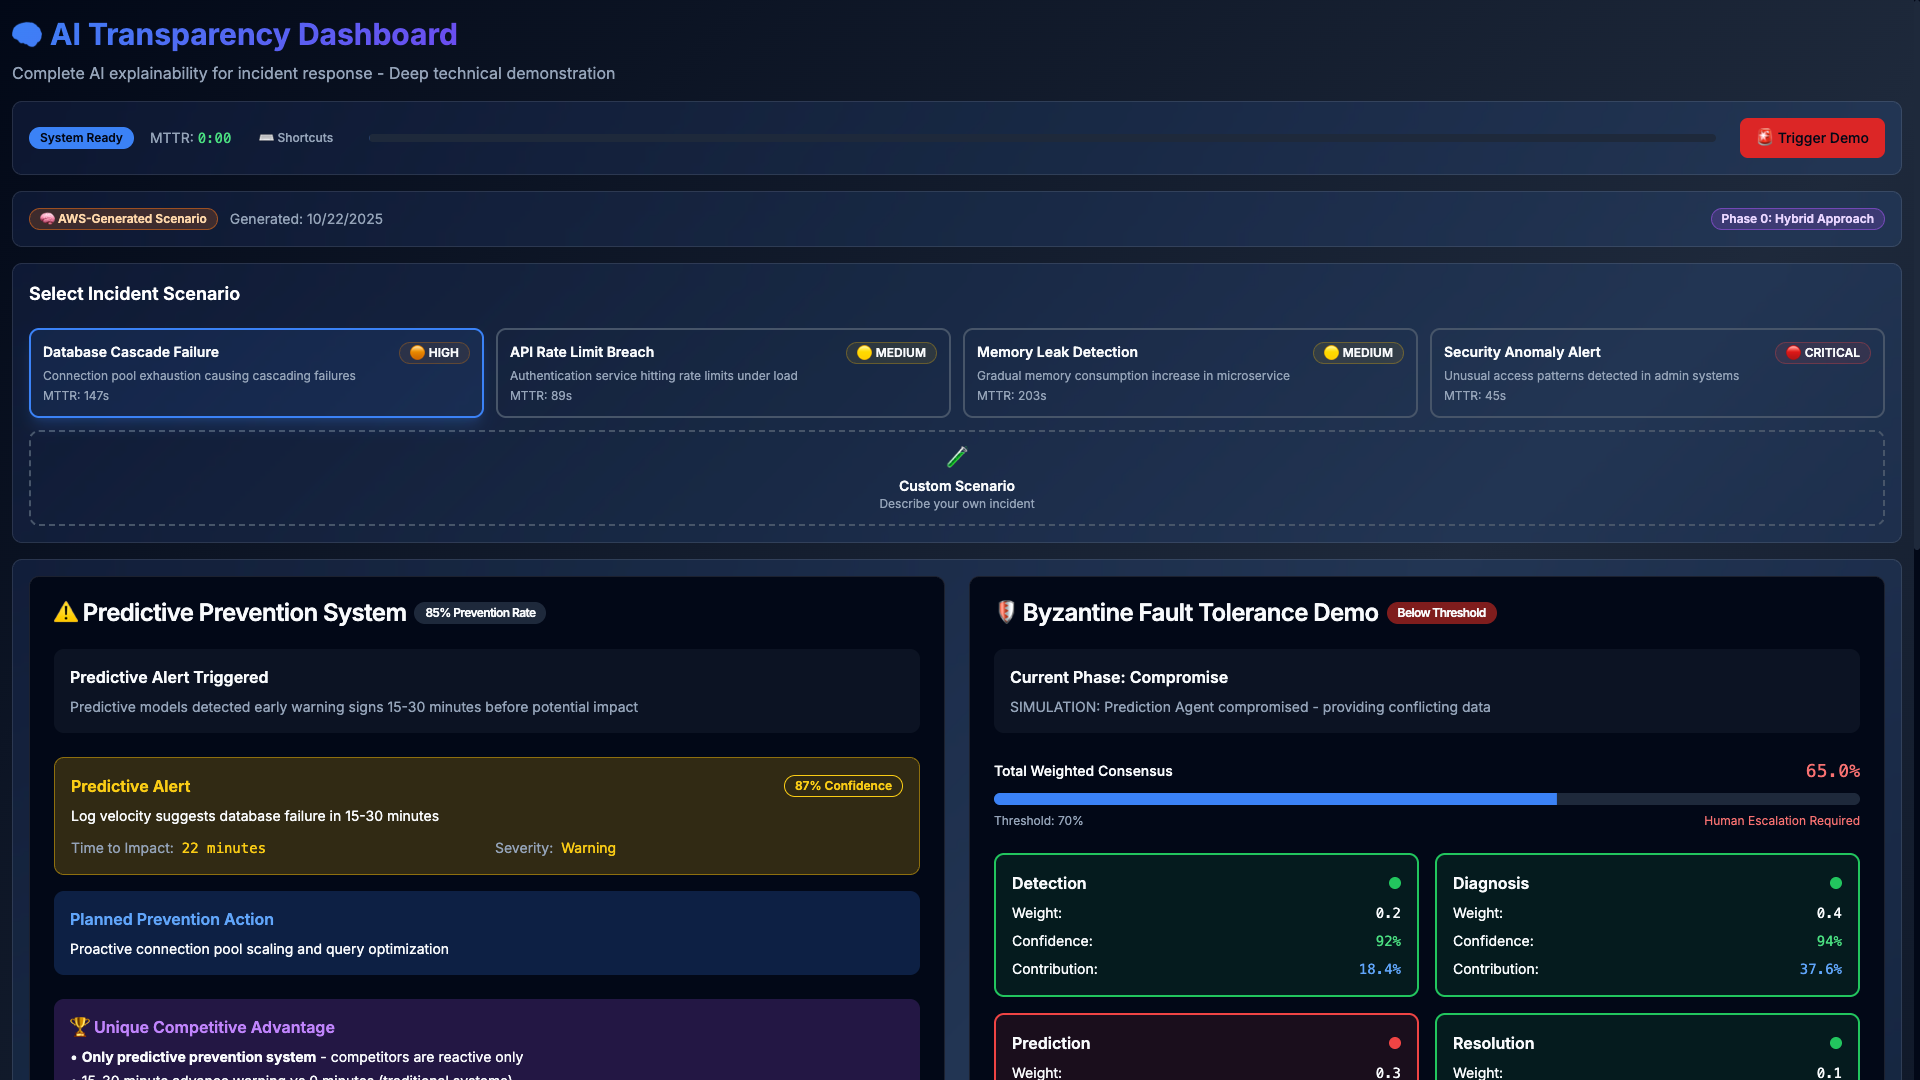 AI Transparency Dashboard
Complete AI explainability for incident response - Deep technical demonstration
System Ready
MTTR: 0:00
Shortcuts
Trigger Demo
AWS-Generated Scenario
Generated: 10/22/2025
Phase 0: Hybrid Approach
Select Incident Scenario
Database Cascade Failure
HIGH
Connection pool exhaustion causing cascading failures
MTTR: 147s
API Rate Limit Breach
MEDIUM
Authentication service hitting rate limits under load
MTTR: 89s
Memory Leak Detection
MEDIUM
Gradual memory consumption increase in microservice
MTTR: 203s
Security Anomaly Alert
CRITICAL
Unusual access patterns detected in admin systems
MTTR: 45s
Custom Scenario
Describe your own incident
Predictive Prevention System
85% Prevention Rate
Predictive Alert Triggered
Predictive models detected early warning signs 15-30 minutes before potential impact
Predictive Alert
87% Confidence
Log velocity suggests database failure in 15-30 minutes
Time to Impact: 22 minutes
Severity: Warning
Planned Prevention Action
Proactive connection pool scaling and query optimization
Unique Competitive Advantage
• Only predictive prevention system - competitors are reactive only
• 15-30 minute advance warning vs 0 minutes (traditional systems)
Byzantine Fault Tolerance Demo
Below Threshold
Current Phase: Compromise
SIMULATION: Prediction Agent compromised - providing conflicting data
Total Weighted Consensus
65.0%
Threshold: 70%
Human Escalation Required
Detection
Weight: 0.2
Confidence: 92%
Contribution: 18.4%
Diagnosis
Weight: 0.4
Confidence: 94%
Contribution: 37.6%
Prediction
Weight: 0.3
Resolution
Weight: 0.1